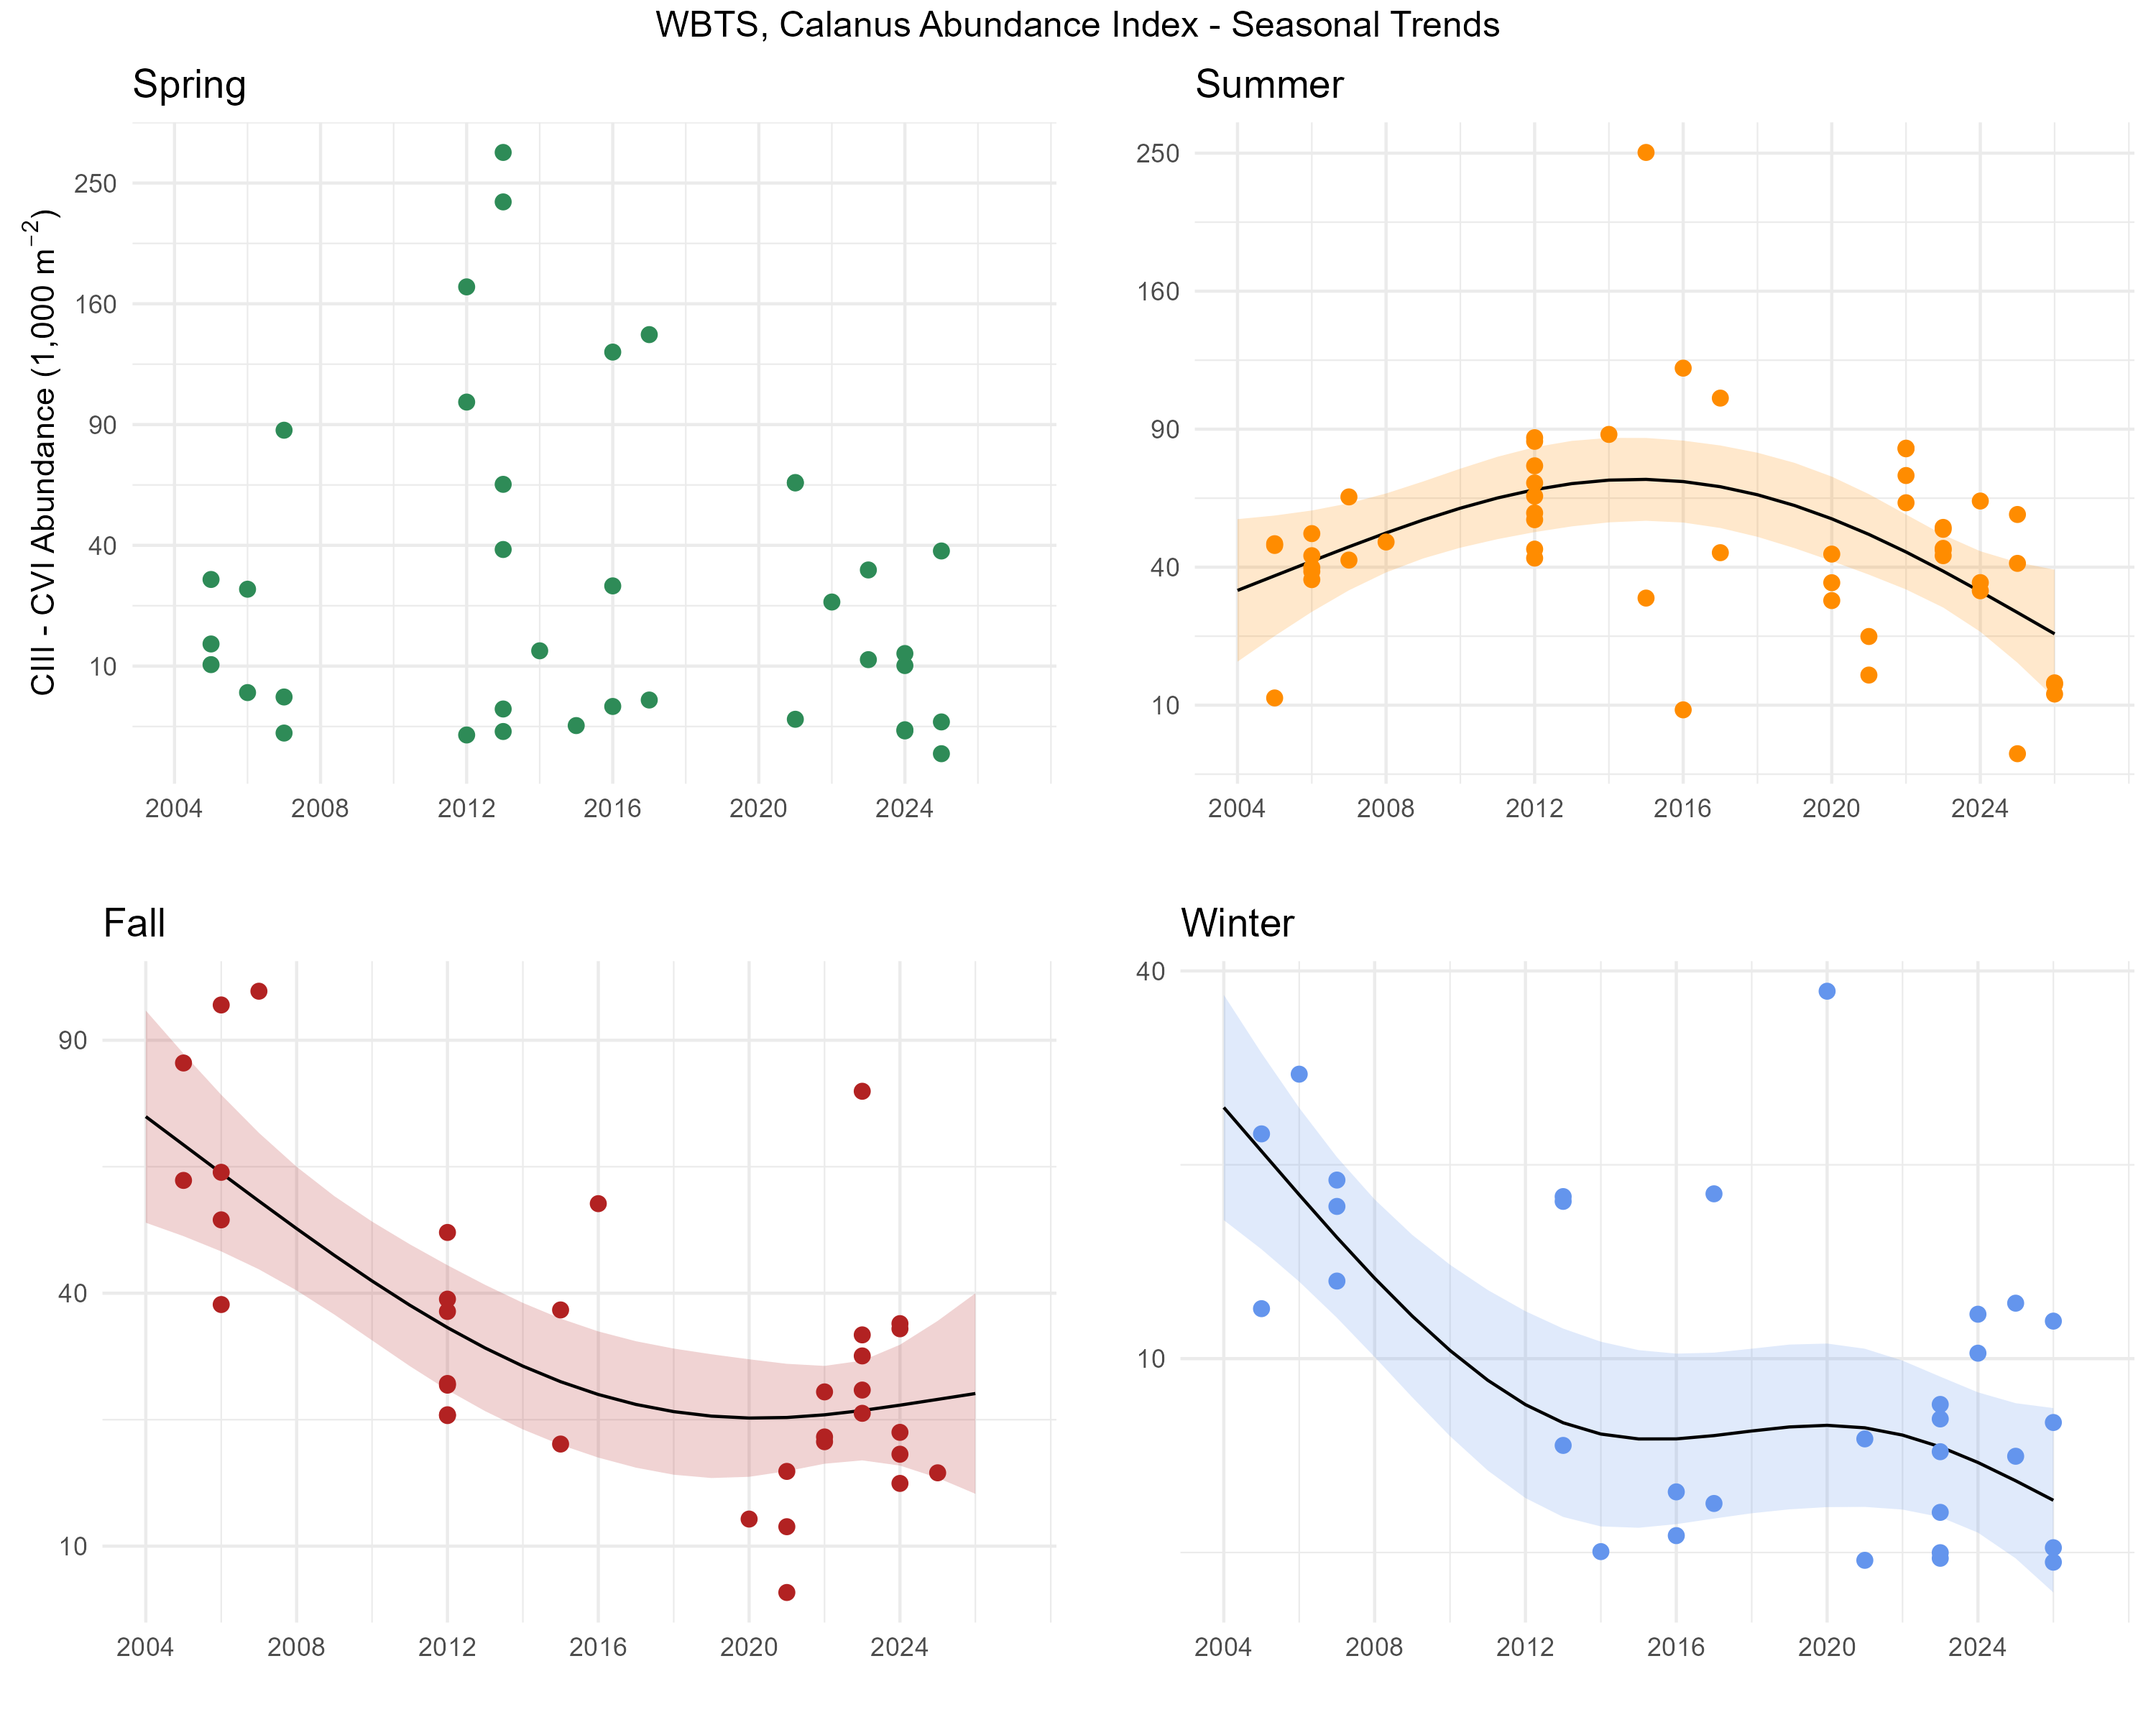 WBTS, Calanus Abundance Index - Seasonal Trends
Spring
Summer
CIII - CVI Abundance (1,000 m⁻²)
250
160
90
40
10
2004 2008 2012 2016 2020 2024
250
160
90
40
10
2004 2008 2012 2016 2020 2024
Fall
Winter
90
40
10
2004 2008 2012 2016 2020 2024
40
10
2004 2008 2012 2016 2020 2024